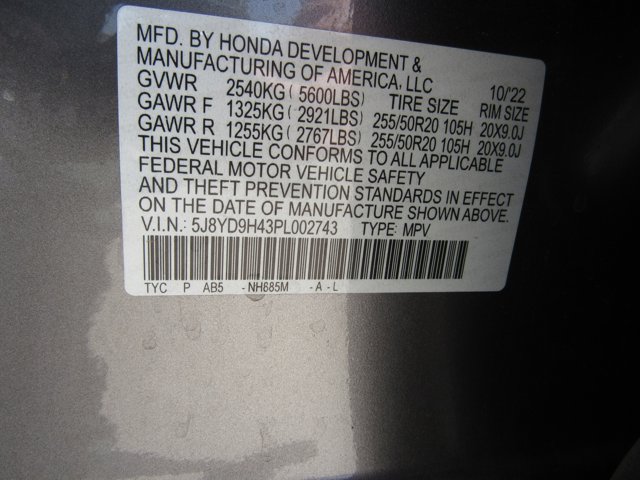 MFD. BY HONDA DEVELOPMENT &
MANUFACTURING OF AMERICA, LLC 10/'22
GVWR 2540KG ( 5600LBS) TIRE SIZE RIM SIZE
GAWR F 1325KG ( 2921LBS) 255/50R20 105H 20X9.0J
GAWR R 1255KG ( 2767LBS) 255/50R20 105H 20X9.0J
THIS VEHICLE CONFORMS TO ALL APPLICABLE
FEDERAL MOTOR VEHICLE SAFETY
AND THEFT PREVENTION STANDARDS IN EFFECT
ON THE DATE OF MANUFACTURE SHOWN ABOVE.
V.I.N.: 5J8YD9H43PL002743 TYPE: MPV
TYC P AB5 -NH685M -A-L